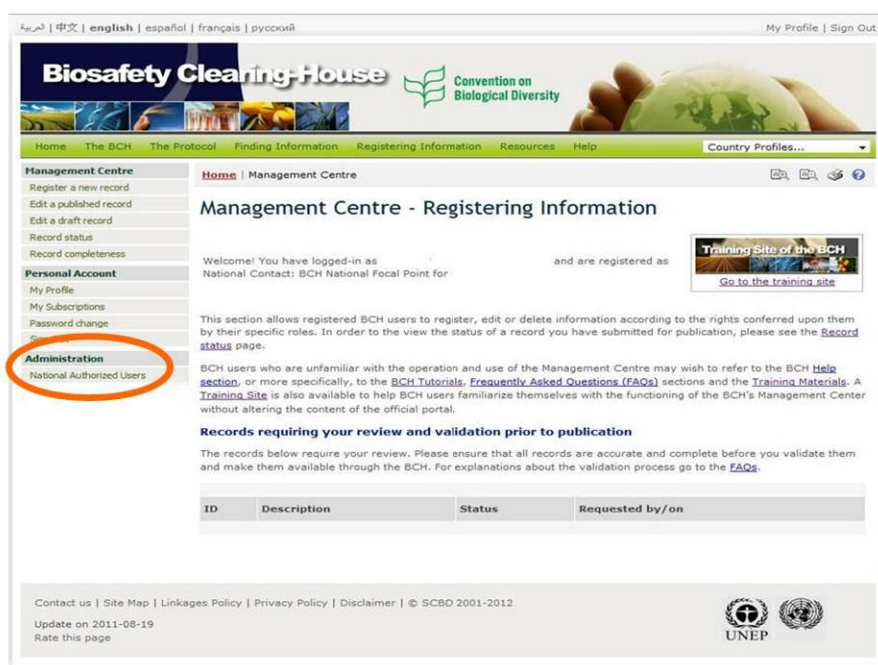 العربية | 中文 | english | español | français | русский
My Profile | Sign Out
Biosafety Clearing-House
Convention on
Biological Diversity
Home The BCH The Protocol Finding Information Registering Information Resources Help Country Profiles...
Management Centre
Register a new record
Edit a published record
Edit a draft record
Record status
Record completeness
Personal Account
My Profile
My Subscriptions
Password change
Administration
National Authorized Users
Home | Management Centre
Management Centre - Registering Information
Welcome! You have logged-in as and are registered as
National Contact: BCH National Focal Point for
Training Site of the BCH
Go to the training site
This section allows registered BCH users to register, edit or delete information according to the rights conferred upon them
by their specific roles. In order to the view the status of a record you have submitted for publication, please see the Record
status page.
BCH users who are unfamiliar with the operation and use of the Management Centre may wish to refer to the BCH Help
section, or more specifically, to the BCH Tutorials, Frequently Asked Questions (FAQs) sections and the Training Materials. A
Training Site is also available to help BCH users familiarize themselves with the functioning of the BCH's Management Center
without altering the content of the official portal.
Records requiring your review and validation prior to publication
The records below require your review. Please ensure that all records are accurate and complete before you validate them
and make them available through the BCH. For explanations about the validation process go to the FAQs.
ID Description Status Requested by/on
Contact us | Site Map | Linkages Policy | Privacy Policy | Disclaimer | © SCBD 2001-2012
Update on 2011-08-19
Rate this page
UNEP